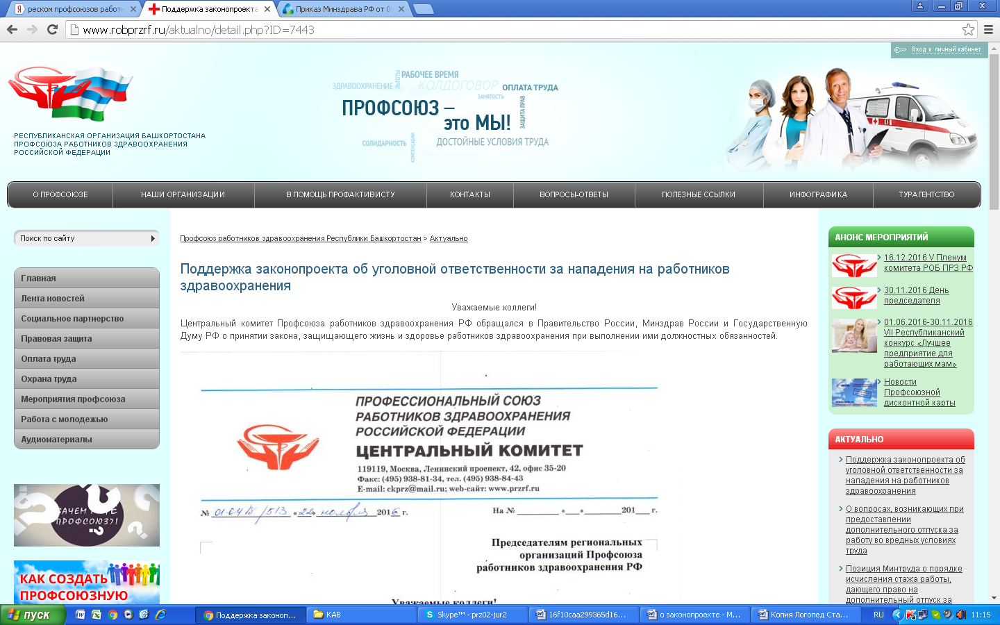 реском профсоюзов работн
Поддержка законопроекта
Приказ Минздрава РФ от 0
www.robprzrf.ru/aktualno/detail.php?ID=7443
Вход в личный кабинет
РЕСПУБЛИКАНСКАЯ ОРГАНИЗАЦИЯ БАШКОРТОСТАНА
ПРОФСОЮЗА РАБОТНИКОВ ЗДРАВООХРАНЕНИЯ
РОССИЙСКОЙ ФЕДЕРАЦИИ
ЛЬГОТЫ
РАБОЧЕЕ ВРЕМЯ
ЗДРАВООХРАНЕНИЕ
КОЛДОГОВОР
ОПЛАТА ТРУДА
ЗАНЯТОСТЬ
ПРОФСОЮЗ –
это МЫ!
ЗАЩИТА ПРАВ
СОЛИДАРНОСТЬ
КОМПЕНСАЦИИ
ДОСТОЙНЫЕ УСЛОВИЯ ТРУДА
О ПРОФСОЮЗЕ
НАШИ ОРГАНИЗАЦИИ
В ПОМОЩЬ ПРОФАКТИВИСТУ
КОНТАКТЫ
ВОПРОСЫ-ОТВЕТЫ
ПОЛЕЗНЫЕ ССЫЛКИ
ИНФОГРАФИКА
ТУРАГЕНТСТВО
Поиск по сайту
Главная
Лента новостей
Социальное партнерство
Правовая защита
Оплата труда
Охрана труда
Мероприятия профсоюза
Работа с молодежью
Аудиоматериалы
ЗАЧЕМ ПРОФСОЮЗ?!
КАК СОЗДАТЬ
ПРОФСОЮЗНУЮ
Профсоюз работников здравоохранения Республики Башкортостан > Актуально
Поддержка законопроекта об уголовной ответственности за нападения на работников
здравоохранения
Уважаемые коллеги!
Центральный комитет Профсоюза работников здравоохранения РФ обращался в Правительство России, Минздрав России и Государственную
Думу РФ о принятии закона, защищающего жизнь и здоровье работников здравоохранения при выполнении ими должностных обязанностей.
ПРОФЕССИОНАЛЬНЫЙ СОЮЗ
РАБОТНИКОВ ЗДРАВООХРАНЕНИЯ
РОССИЙСКОЙ ФЕДЕРАЦИИ
ЦЕНТРАЛЬНЫЙ КОМИТЕТ
119119, Москва, Ленинский проспект, 42, офис 35-20
Факс: (495) 938-81-34, тел. (495) 938-84-43
E-mail: ckprz@mail.ru; web-сайт: www.przrf.ru
№ «22» ноября 2016 г.
На № ________ «___»________201___ г.
Председателям региональных
организаций Профсоюза
работников здравоохранения РФ
Уважаемые коллеги!
АНОНС МЕРОПРИЯТИЙ
16.12.2016 V Пленум
комитета РОБ ПРЗ РФ
30.11.2016 День
председателя
01.06.2016-30.11.2016
VII Республиканский
конкурс «Лучшее
предприятие для
работающих мам»
Новости
Профсоюзной
дисконтной карты
АКТУАЛЬНО
Поддержка законопроекта об
уголовной ответственности за
нападения на работников
здравоохранения
О вопросах, возникающих при
предоставлении
дополнительного отпуска за
работу во вредных условиях
труда
Позиция Минтруда о порядке
исчисления стажа работы,
дающего право на
дополнительный отпуск за
пуск
Поддержка законоп...
КАВ
Skype™ - prz02-jur2
16f10caa299365d16...
о законопроекте - M...
Копия Логопед Ста...
RU
11:15